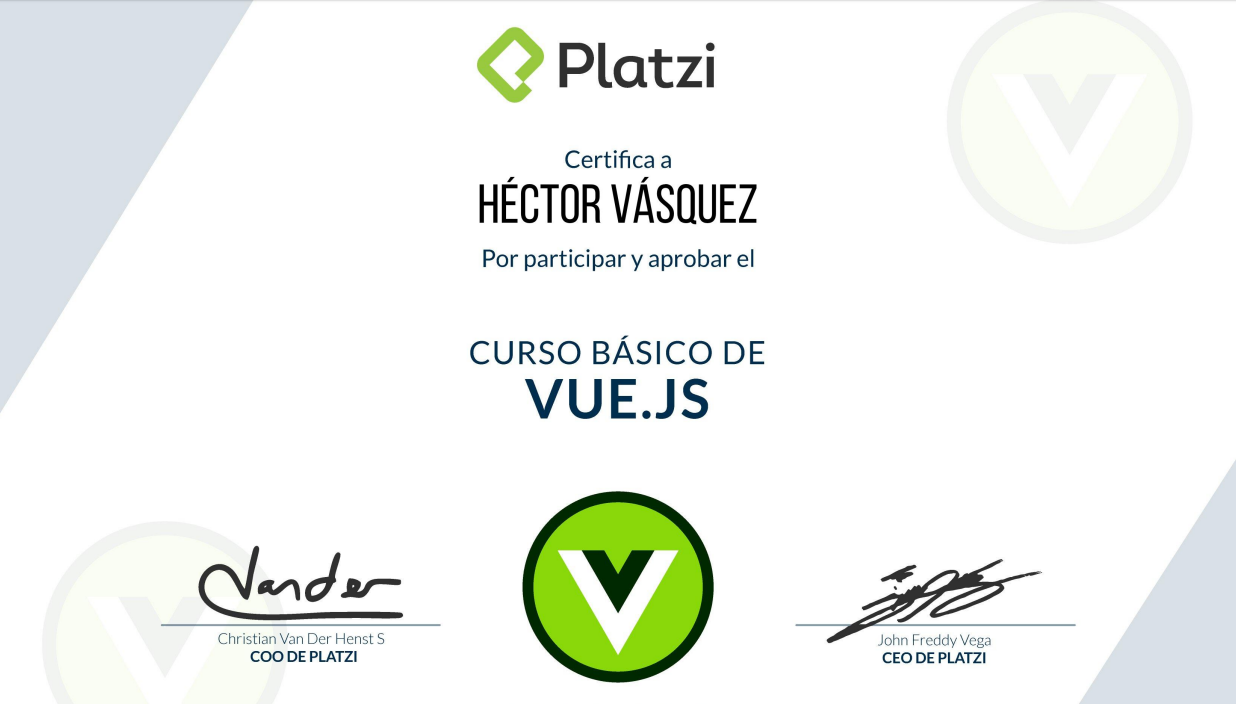 Platzi
Certifica a
HÉCTOR VÁSQUEZ
Por participar y aprobar el
CURSO BÁSICO DE
VUE.JS
Vander
Christian Van Der Henst S
COO DE PLATZI
John Freddy Vega
CEO DE PLATZI